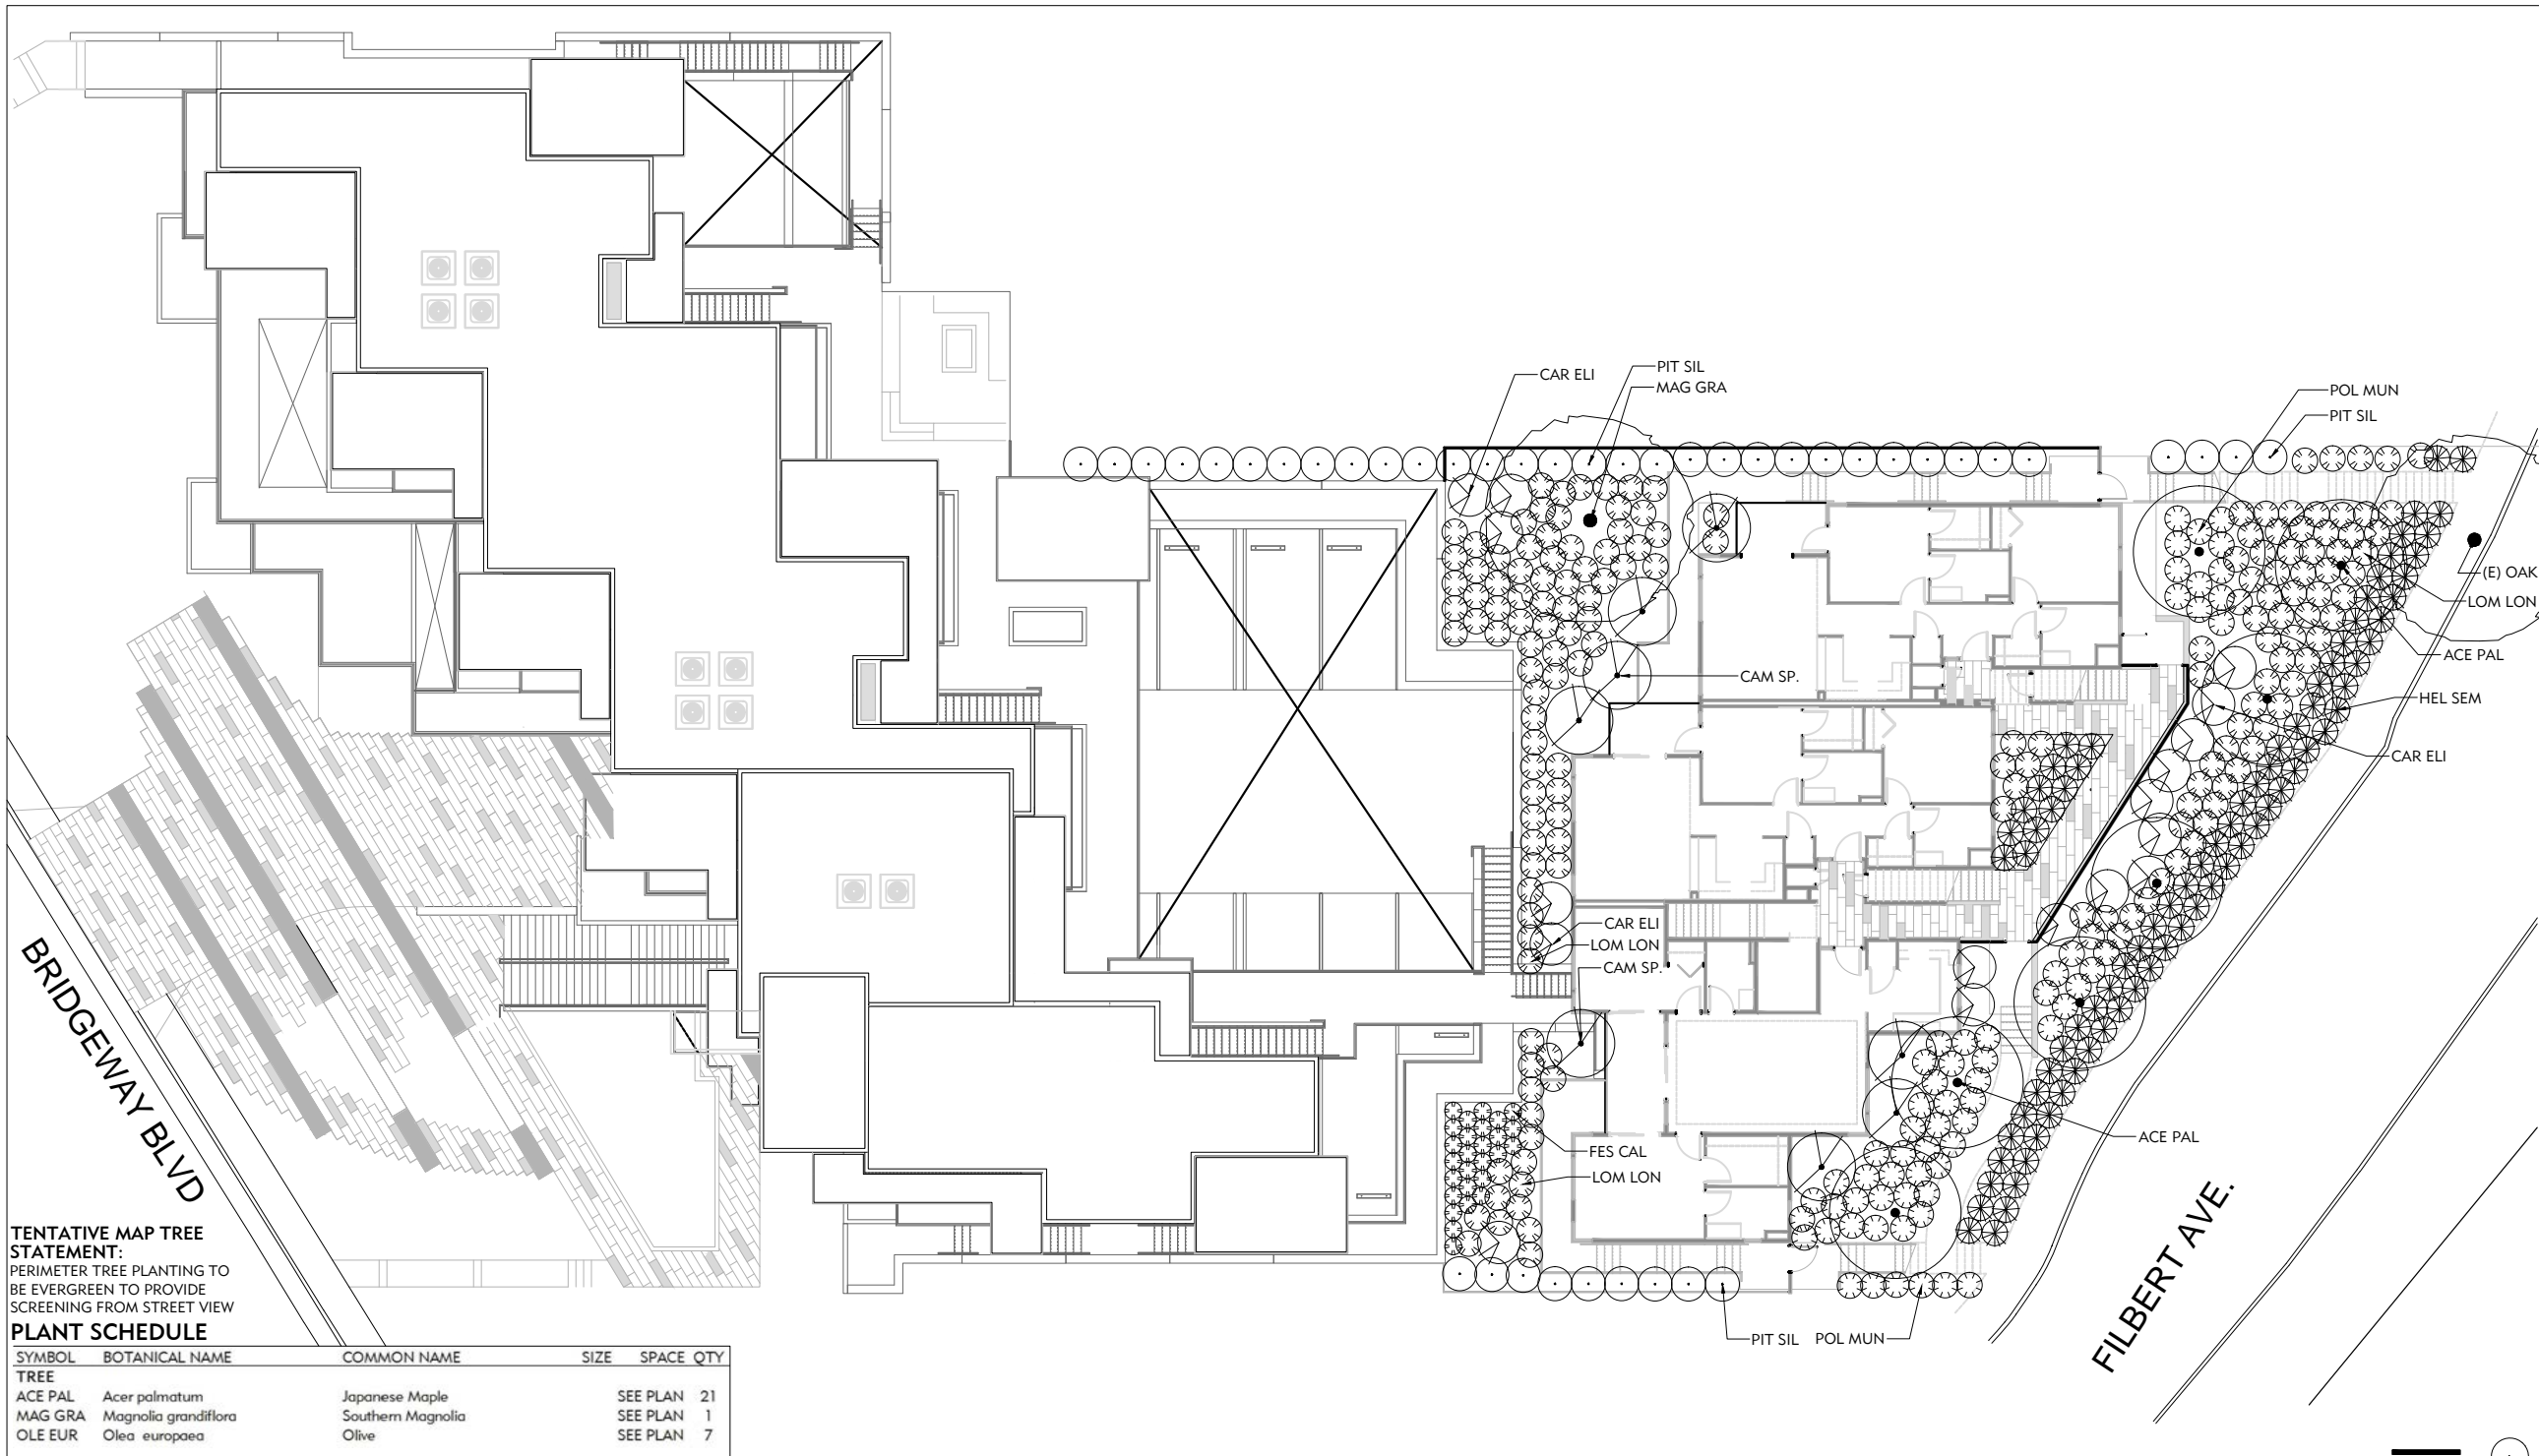 CAR ELI
PIT SIL
MAG GRA
POL MUN
PIT SIL
(E) OAK
LOM LON
ACE PAL
CAM SP.
HEL SEM
CAR ELI
CAR ELI
LOM LON
CAM SP.
ACE PAL
FES CAL
LOM LON
PIT SIL
POL MUN
BRIDGEWAY BLVD
FILBERT AVE.
TENTATIVE MAP TREE
STATEMENT:
PERIMETER TREE PLANTING TO
BE EVERGREEN TO PROVIDE
SCREENING FROM STREET VIEW
PLANT SCHEDULE
SYMBOL BOTANICAL NAME COMMON NAME SIZE SPACE QTY
TREE
ACE PAL Acer palmatum Japanese Maple SEE PLAN 21
MAG GRA Magnolia grandiflora Southern Magnolia SEE PLAN 1
OLE EUR Olea europaea Olive SEE PLAN 7